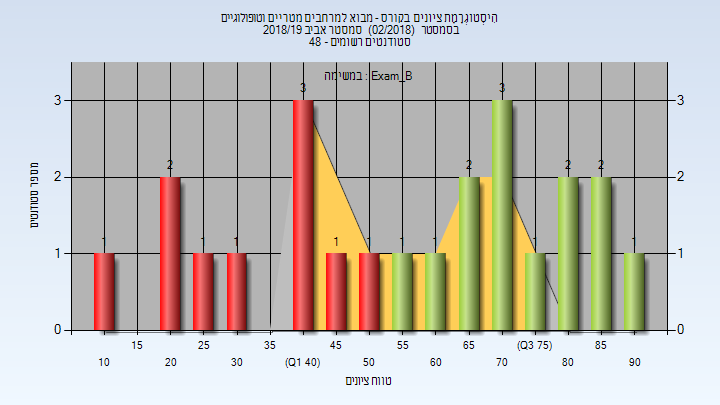 היסטוגרמת ציונים בקורס - מבוא למרחבים מטריים וטופולוגיים
בסמסטר (02/2018) סמסטר אביב 2018/19
סטודנטים רשומים - 48
במשימה : Exam_B
3 3
2 2
1 1
0 0
מספר סטודנטים
1 2 1 1 3 1 1 1 1 2 3 1 2 2 1
15 25 35 45 55 65 (Q3 75) 85
10 20 30 (Q1 40) 50 60 70 80 90
טווח ציונים